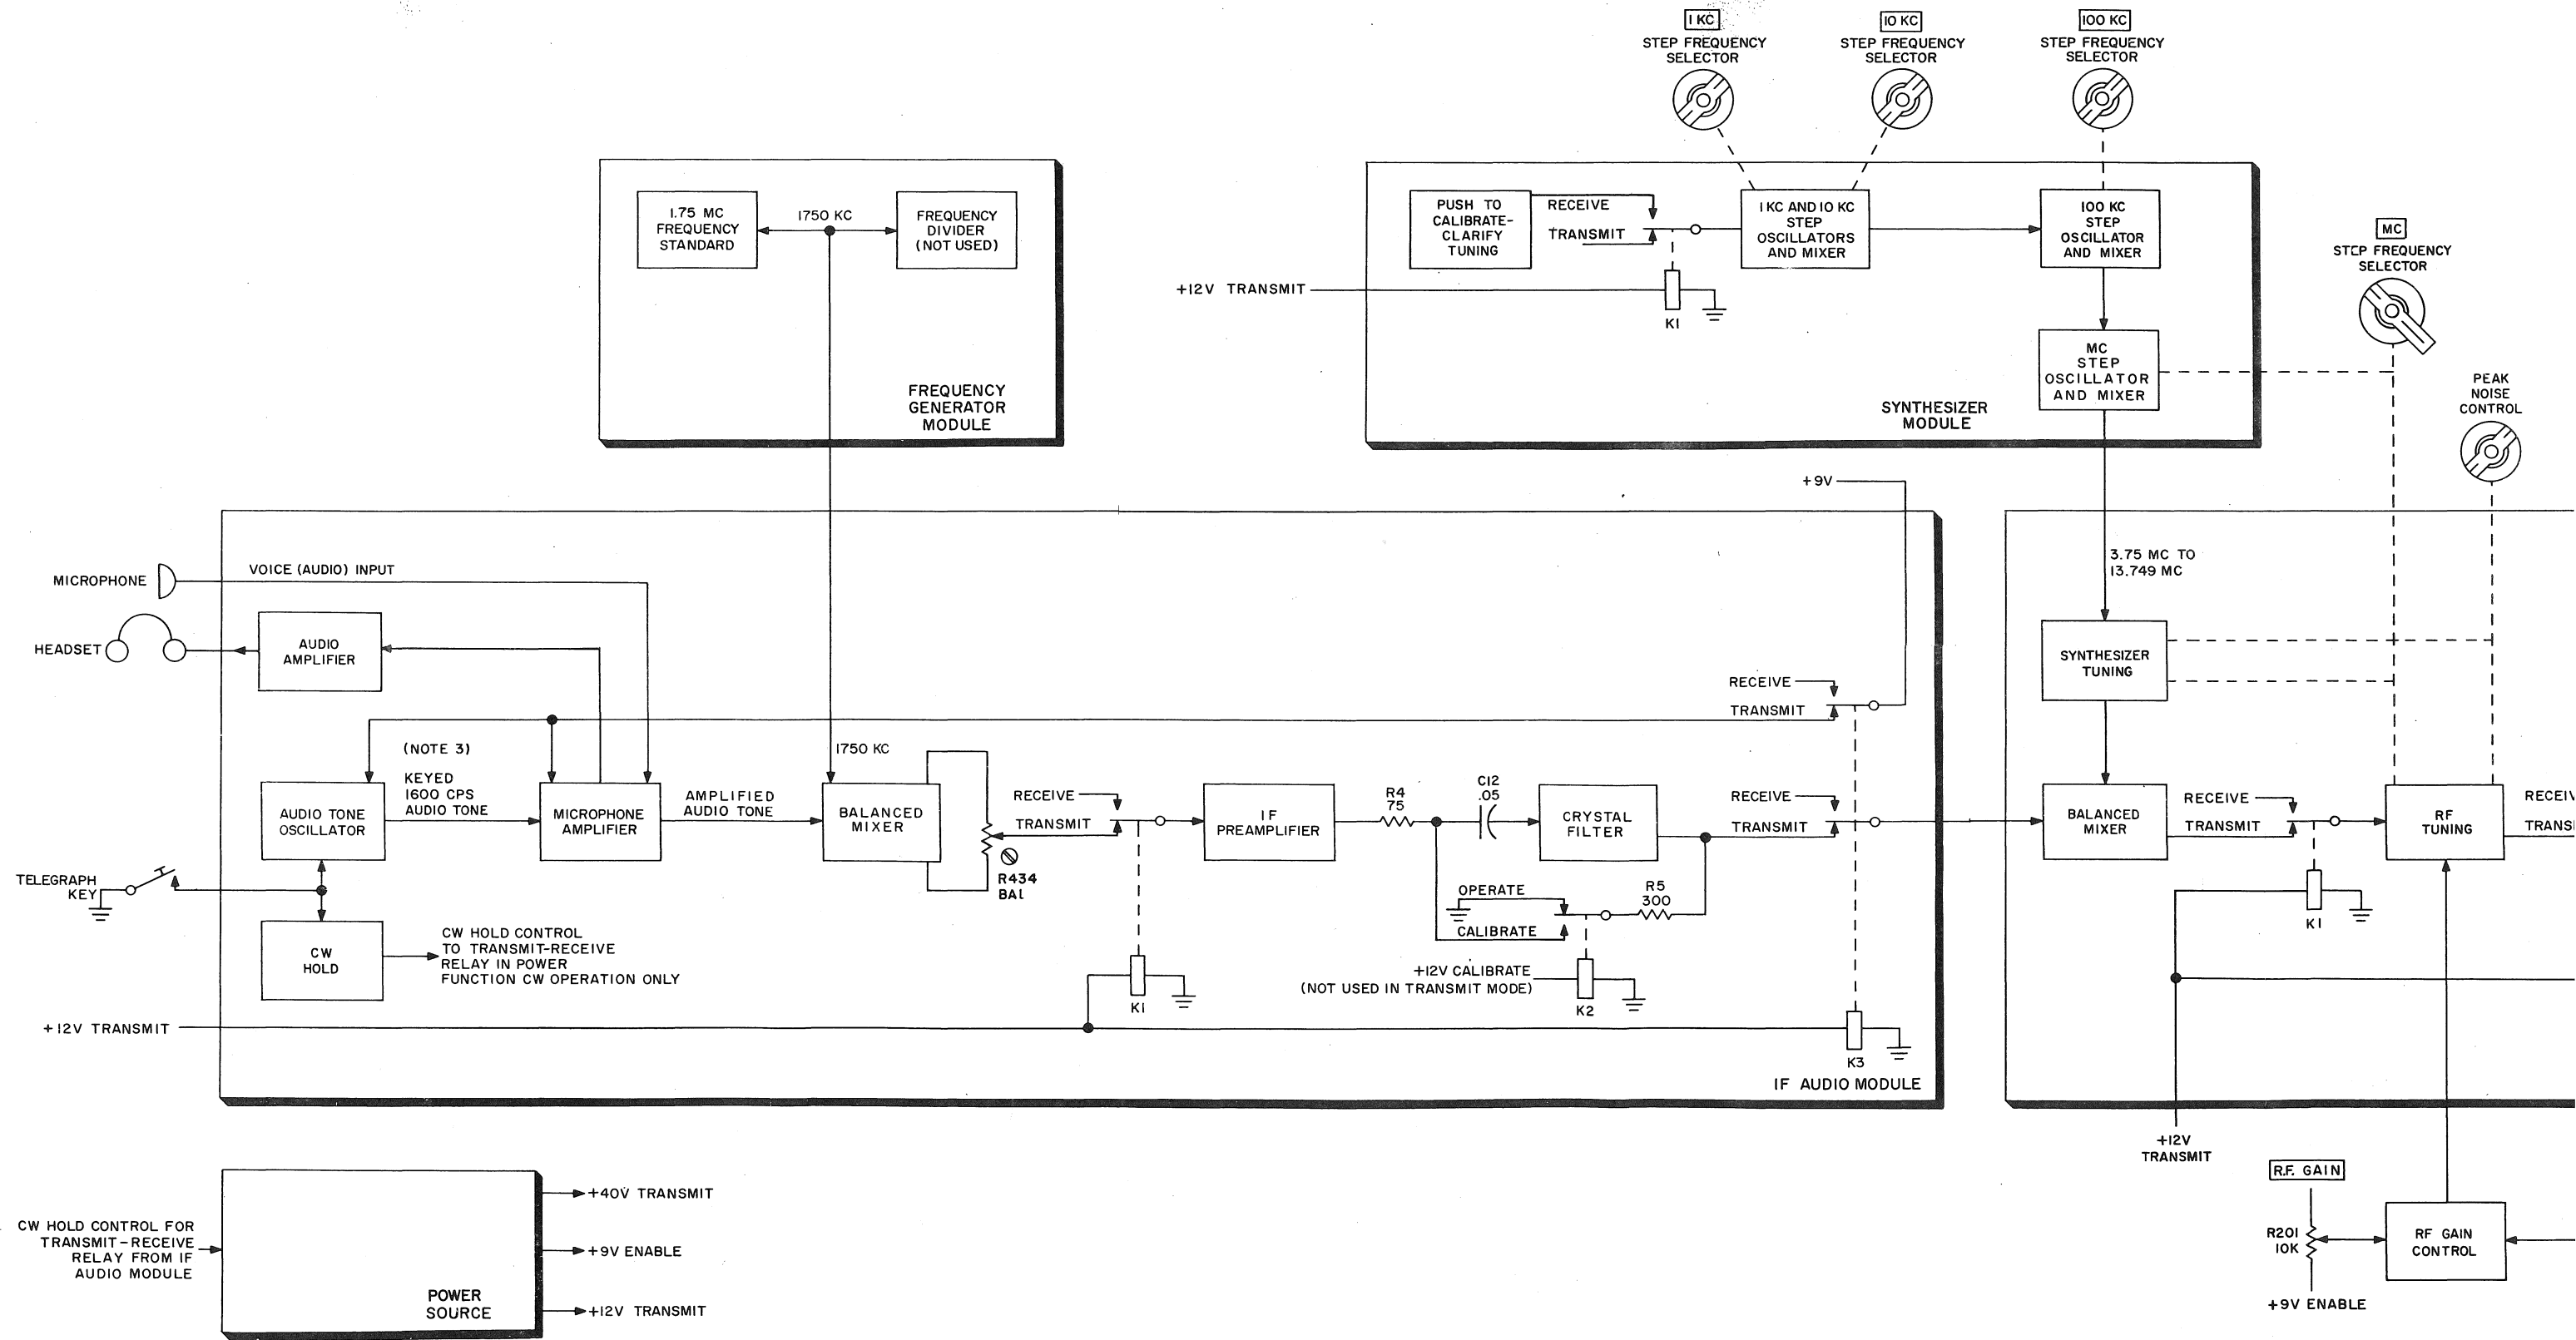 1 KC
STEP FREQUENCY
SELECTOR
10 KC
STEP FREQUENCY
SELECTOR
100 KC
STEP FREQUENCY
SELECTOR
1.75 MC
FREQUENCY
STANDARD
1750 KC
FREQUENCY
DIVIDER
(NOT USED)
FREQUENCY
GENERATOR
MODULE
PUSH TO
CALIBRATE-
CLARIFY
TUNING
RECEIVE
TRANSMIT
1 KC AND 10 KC
STEP
OSCILLATORS
AND MIXER
100 KC
STEP
OSCILLATOR
AND MIXER
+12V TRANSMIT
K1
MC
STEP
OSCILLATOR
AND MIXER
SYNTHESIZER
MODULE
MC
STEP FREQUENCY
SELECTOR
PEAK
NOISE
CONTROL
+9V
MICROPHONE
VOICE (AUDIO) INPUT
HEADSET
AUDIO
AMPLIFIER
RECEIVE
TRANSMIT
(NOTE 3)
KEYED
1600 CPS
AUDIO TONE
AUDIO TONE
OSCILLATOR
MICROPHONE
AMPLIFIER
AMPLIFIED
AUDIO TONE
1750 KC
BALANCED
MIXER
R434
BAL
RECEIVE
TRANSMIT
IF
PREAMPLIFIER
R4
75
C12
.05
CRYSTAL
FILTER
RECEIVE
TRANSMIT
OPERATE
CALIBRATE
R5
300
TELEGRAPH
KEY
CW
HOLD
CW HOLD CONTROL
TO TRANSMIT-RECEIVE
RELAY IN POWER
FUNCTION CW OPERATION ONLY
+12V CALIBRATE
(NOT USED IN TRANSMIT MODE)
K1
K2
+12V TRANSMIT
K3
IF AUDIO MODULE
3.75 MC TO
13.749 MC
SYNTHESIZER
TUNING
BALANCED
MIXER
RECEIVE
TRANSMIT
RF
TUNING
RECEIV
TRANS
K1
+12V
TRANSMIT
R.F. GAIN
R201
10K
RF GAIN
CONTROL
+9V ENABLE
CW HOLD CONTROL FOR
TRANSMIT-RECEIVE
RELAY FROM IF
AUDIO MODULE
POWER
SOURCE
+40V TRANSMIT
+9V ENABLE
+12V TRANSMIT